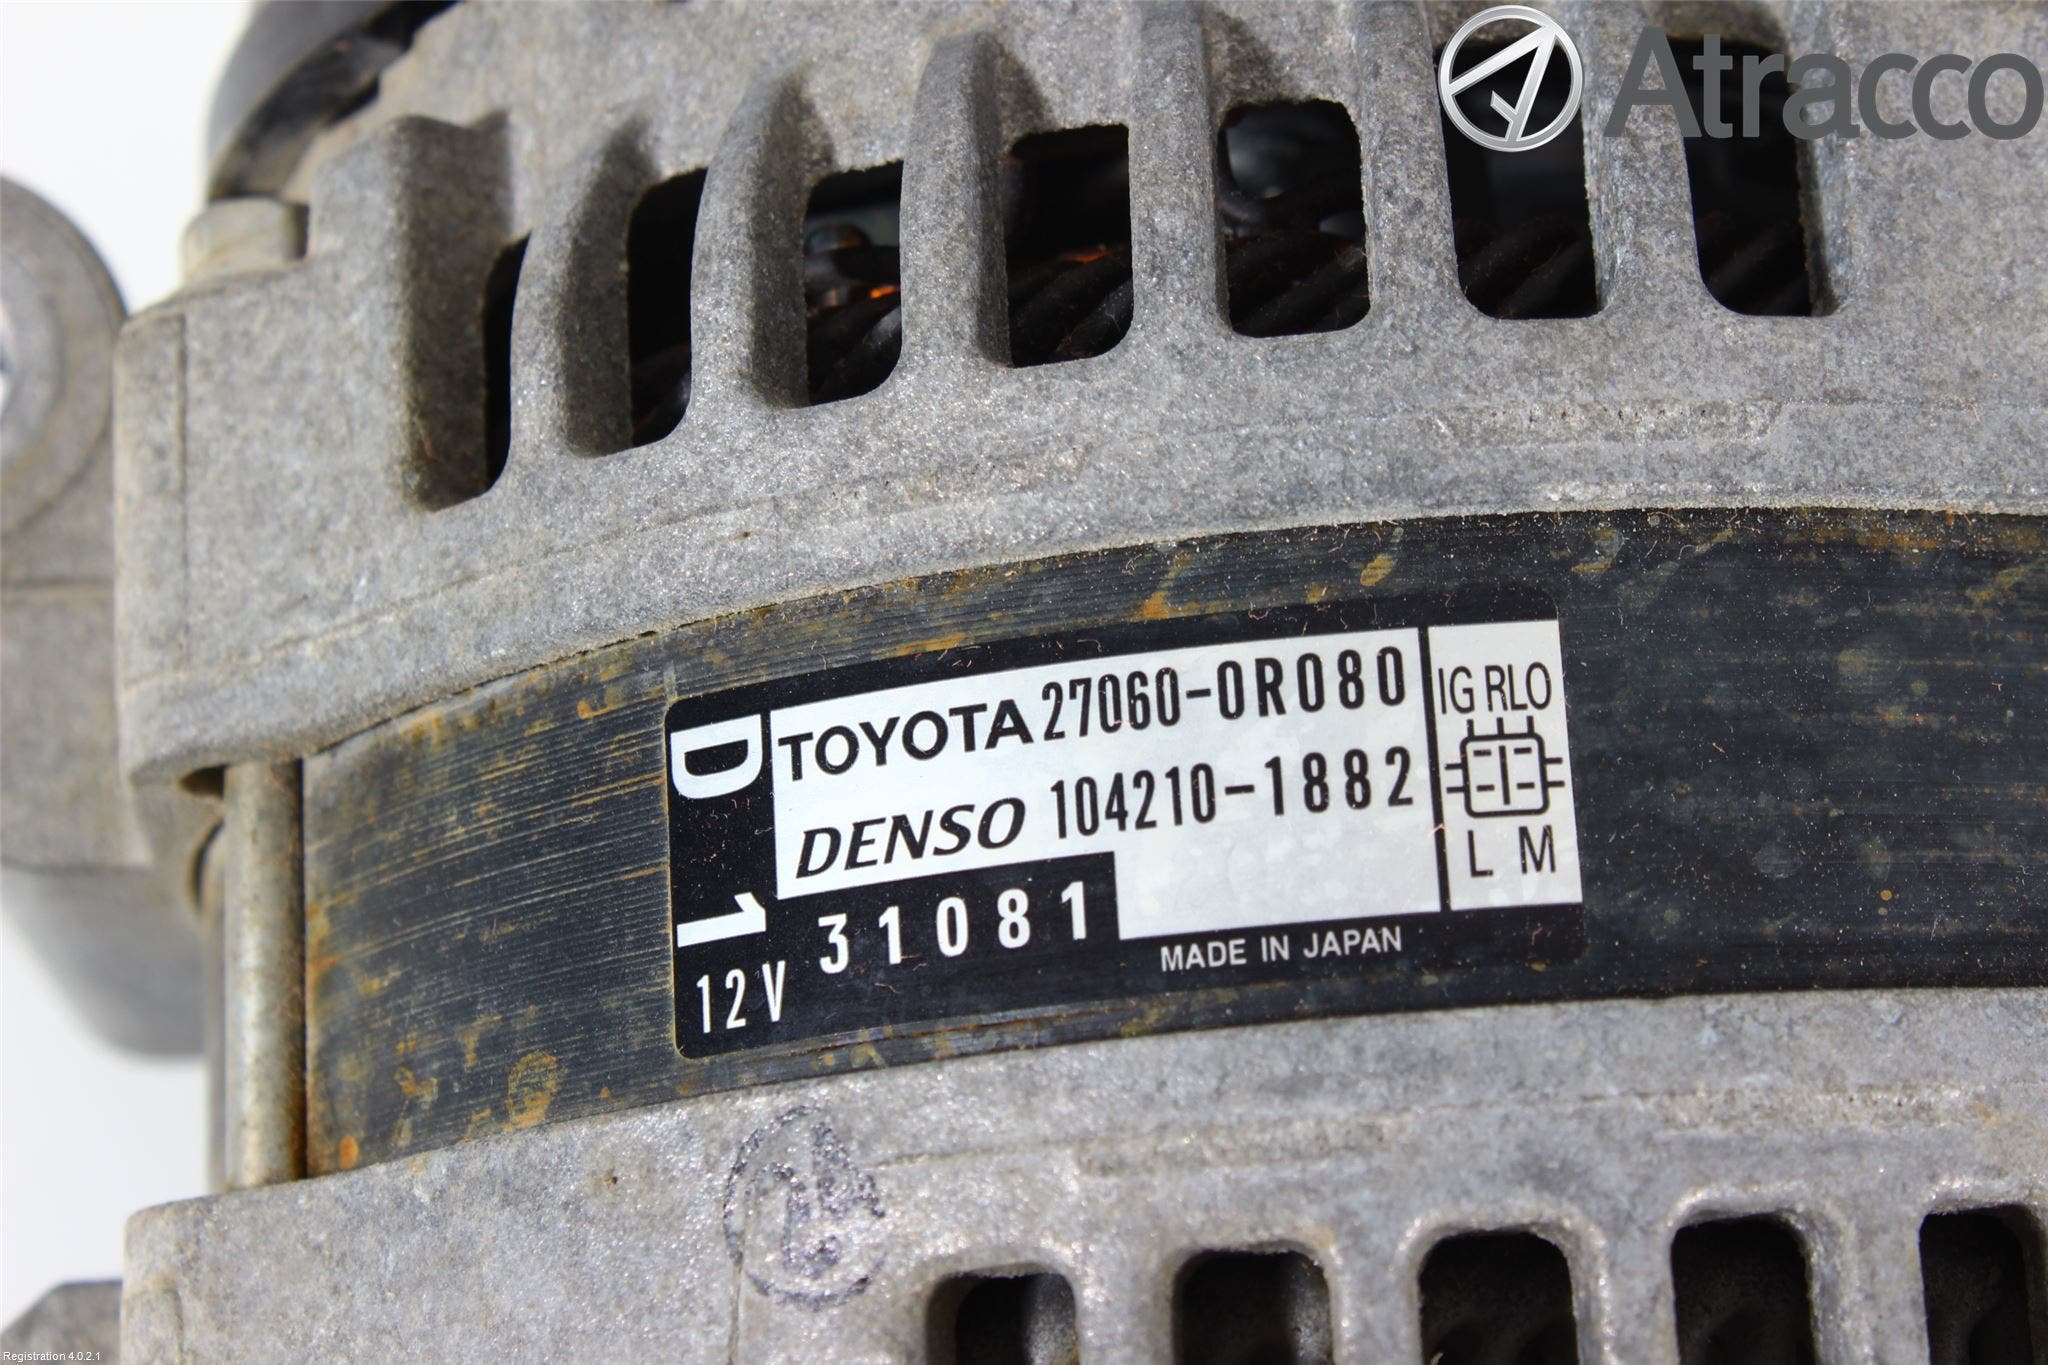 Atracco
D TOYOTA 27060-0R080
DENSO 104210-1882
IG RLO
L M
1 31081
12V
MADE IN JAPAN
Registration 4.0.2.1